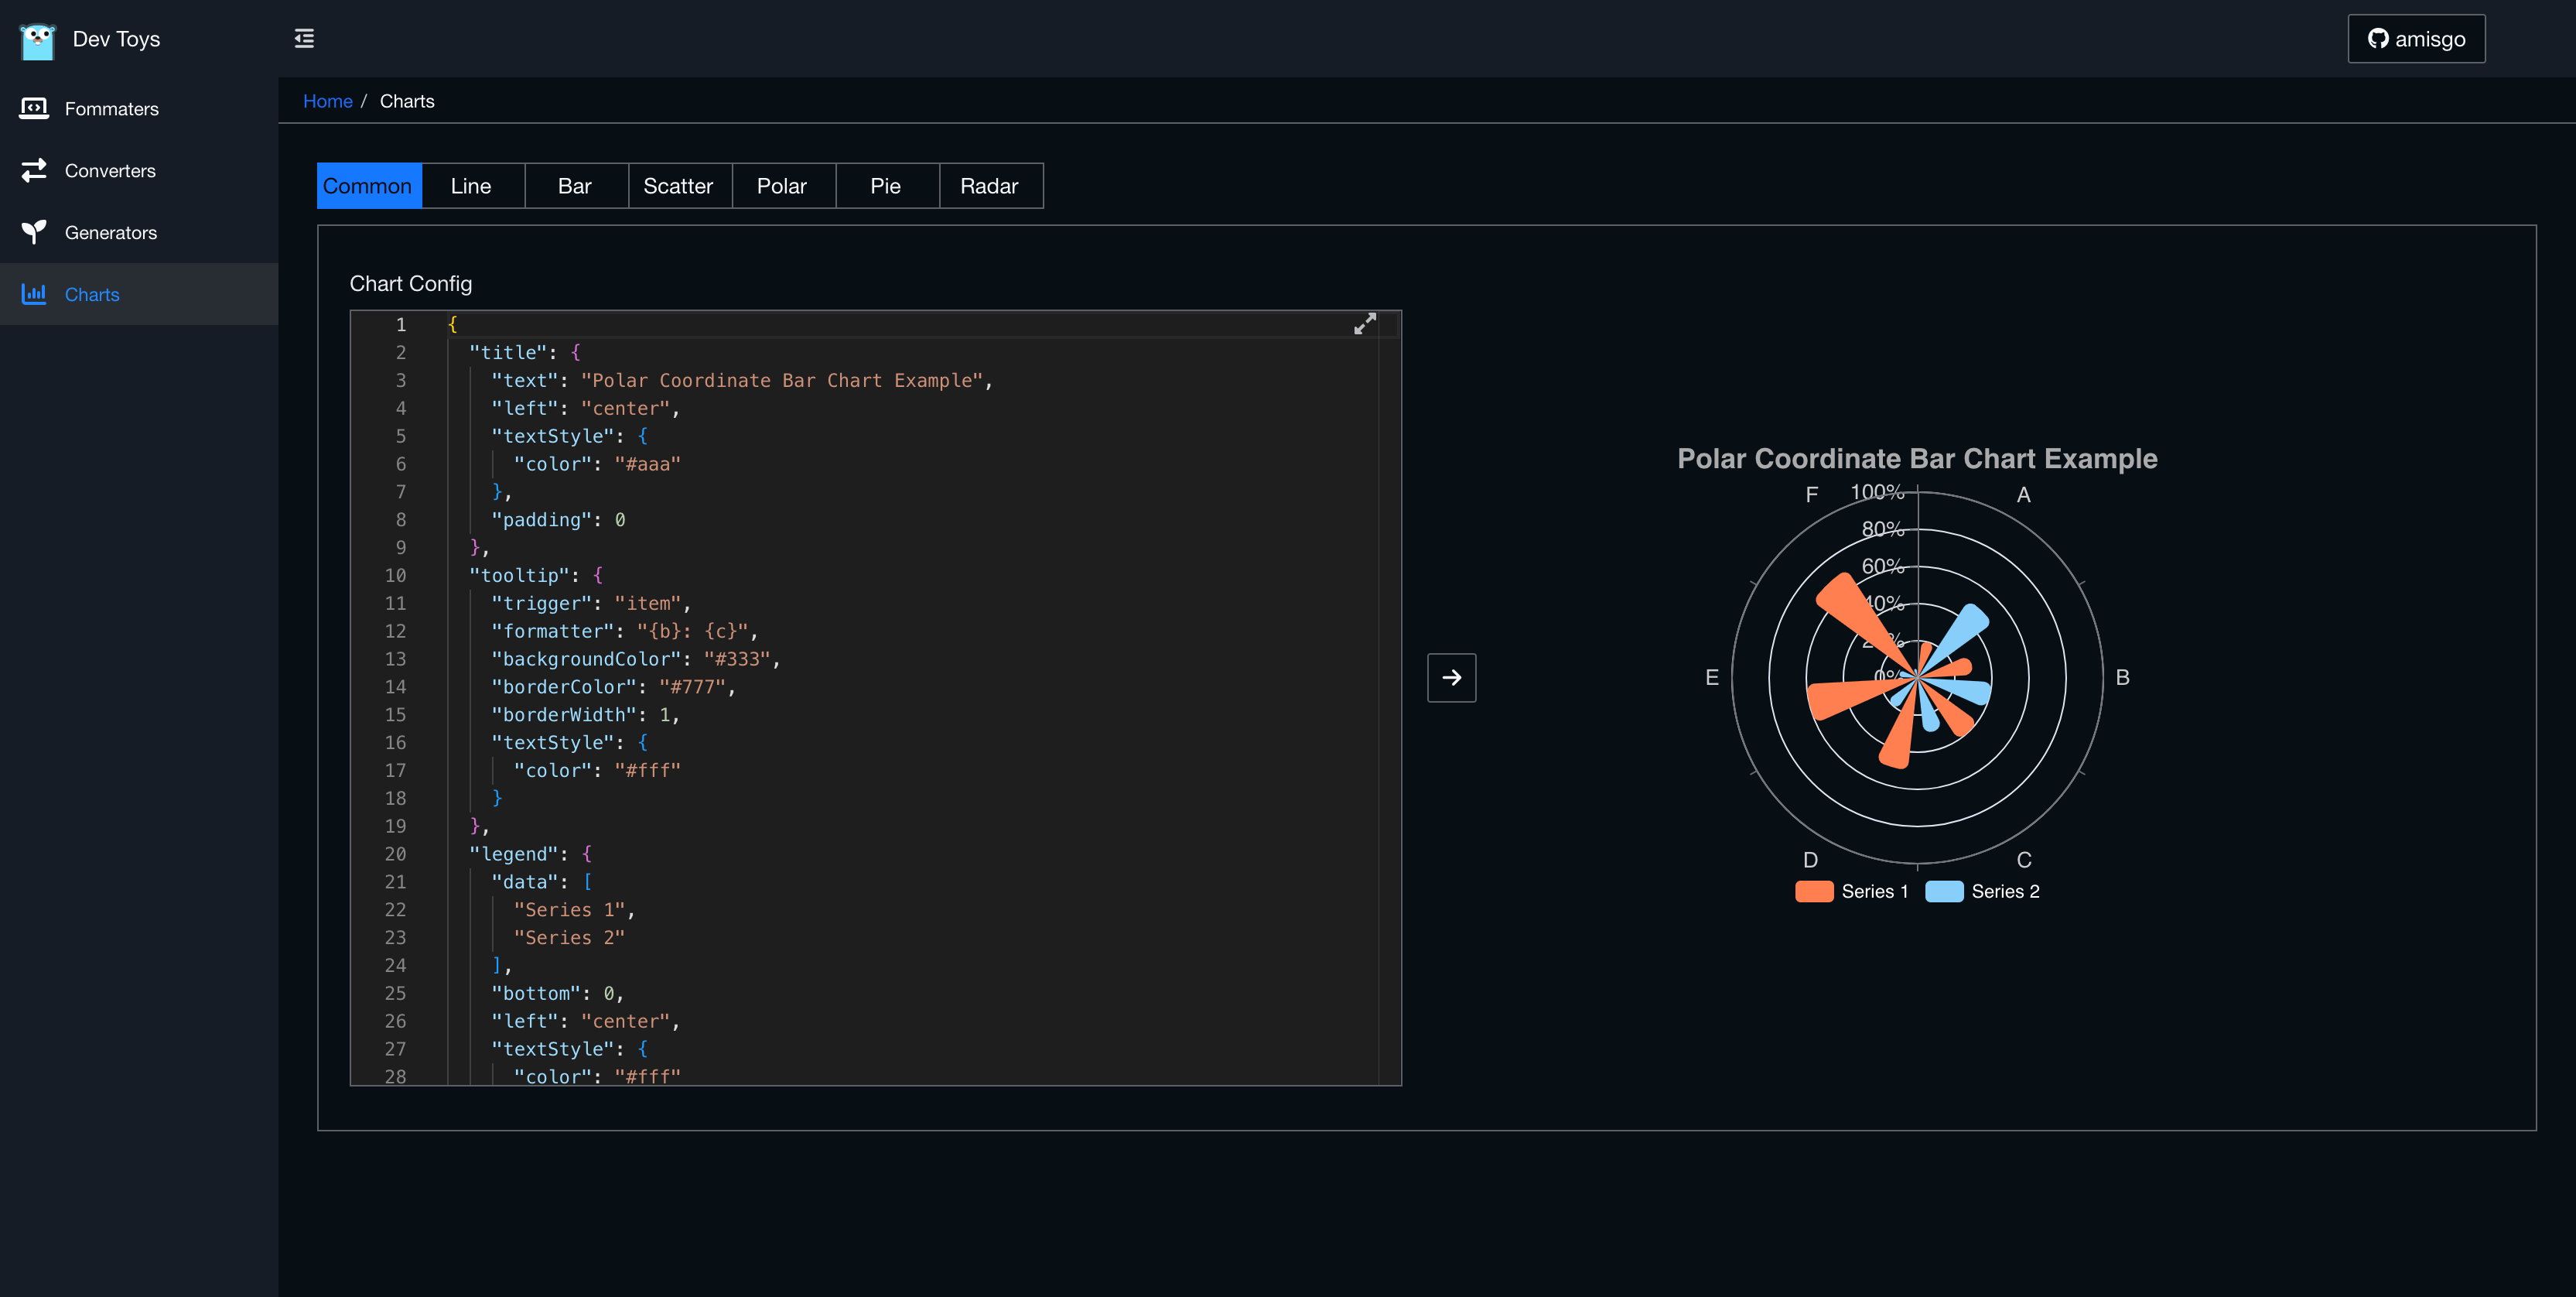 Dev Toys
amisgo
Fommaters
Converters
Generators
Charts
Home / Charts
Common Line Bar Scatter Polar Pie Radar
Chart Config
1 {
2 "title": {
3 "text": "Polar Coordinate Bar Chart Example",
4 "left": "center",
5 "textStyle": {
6 "color": "#aaa"
7 },
8 "padding": 0
9 },
10 "tooltip": {
11 "trigger": "item",
12 "formatter": "{b}: {c}",
13 "backgroundColor": "#333",
14 "borderColor": "#777",
15 "borderWidth": 1,
16 "textStyle": {
17 "color": "#fff"
18 }
19 },
20 "legend": {
21 "data": [
22 "Series 1",
23 "Series 2"
24 ],
25 "bottom": 0,
26 "left": "center",
27 "textStyle": {
28 "color": "#fff"
Polar Coordinate Bar Chart Example
F 100% A
80%
60%
40%
20%
E 0% B
D C
Series 1 Series 2